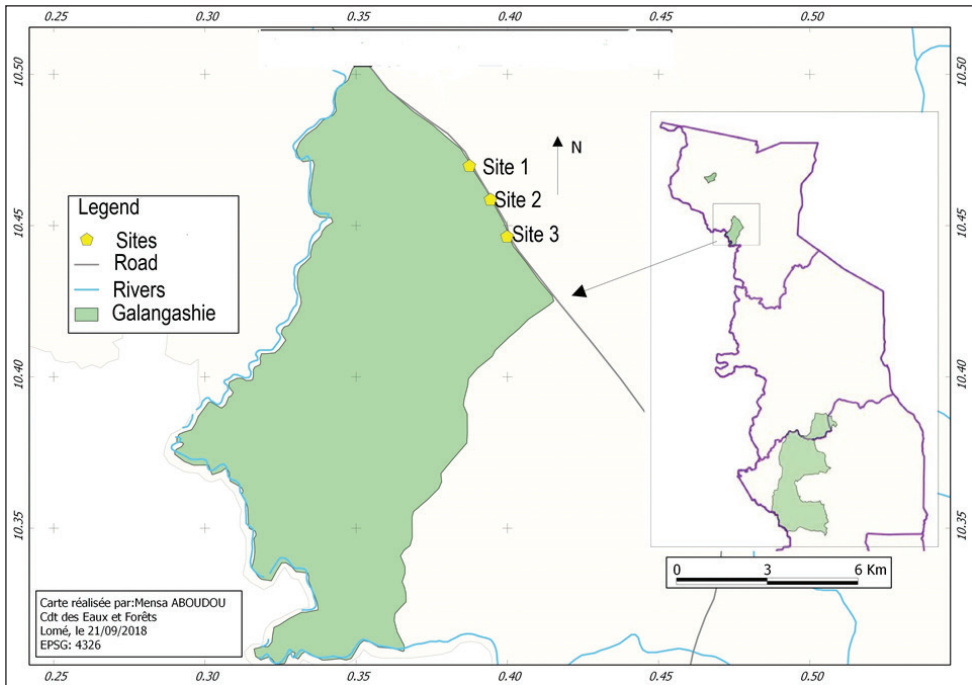 0.25 0.30 0.35 0.40 0.45 0.50
10.50 10.50
N
Site 1
Site 2
Site 3
10.45 10.45
Legend
Sites
Road
Rivers
Galangashie
10.40 10.40
10.35 10.35
0 3 6 Km
Carte réalisée par:Mensa ABOUDOU
Cdt des Eaux et Forêts
Lomé, le 21/09/2018
EPSG: 4326
0.25 0.30 0.35 0.40 0.45 0.50